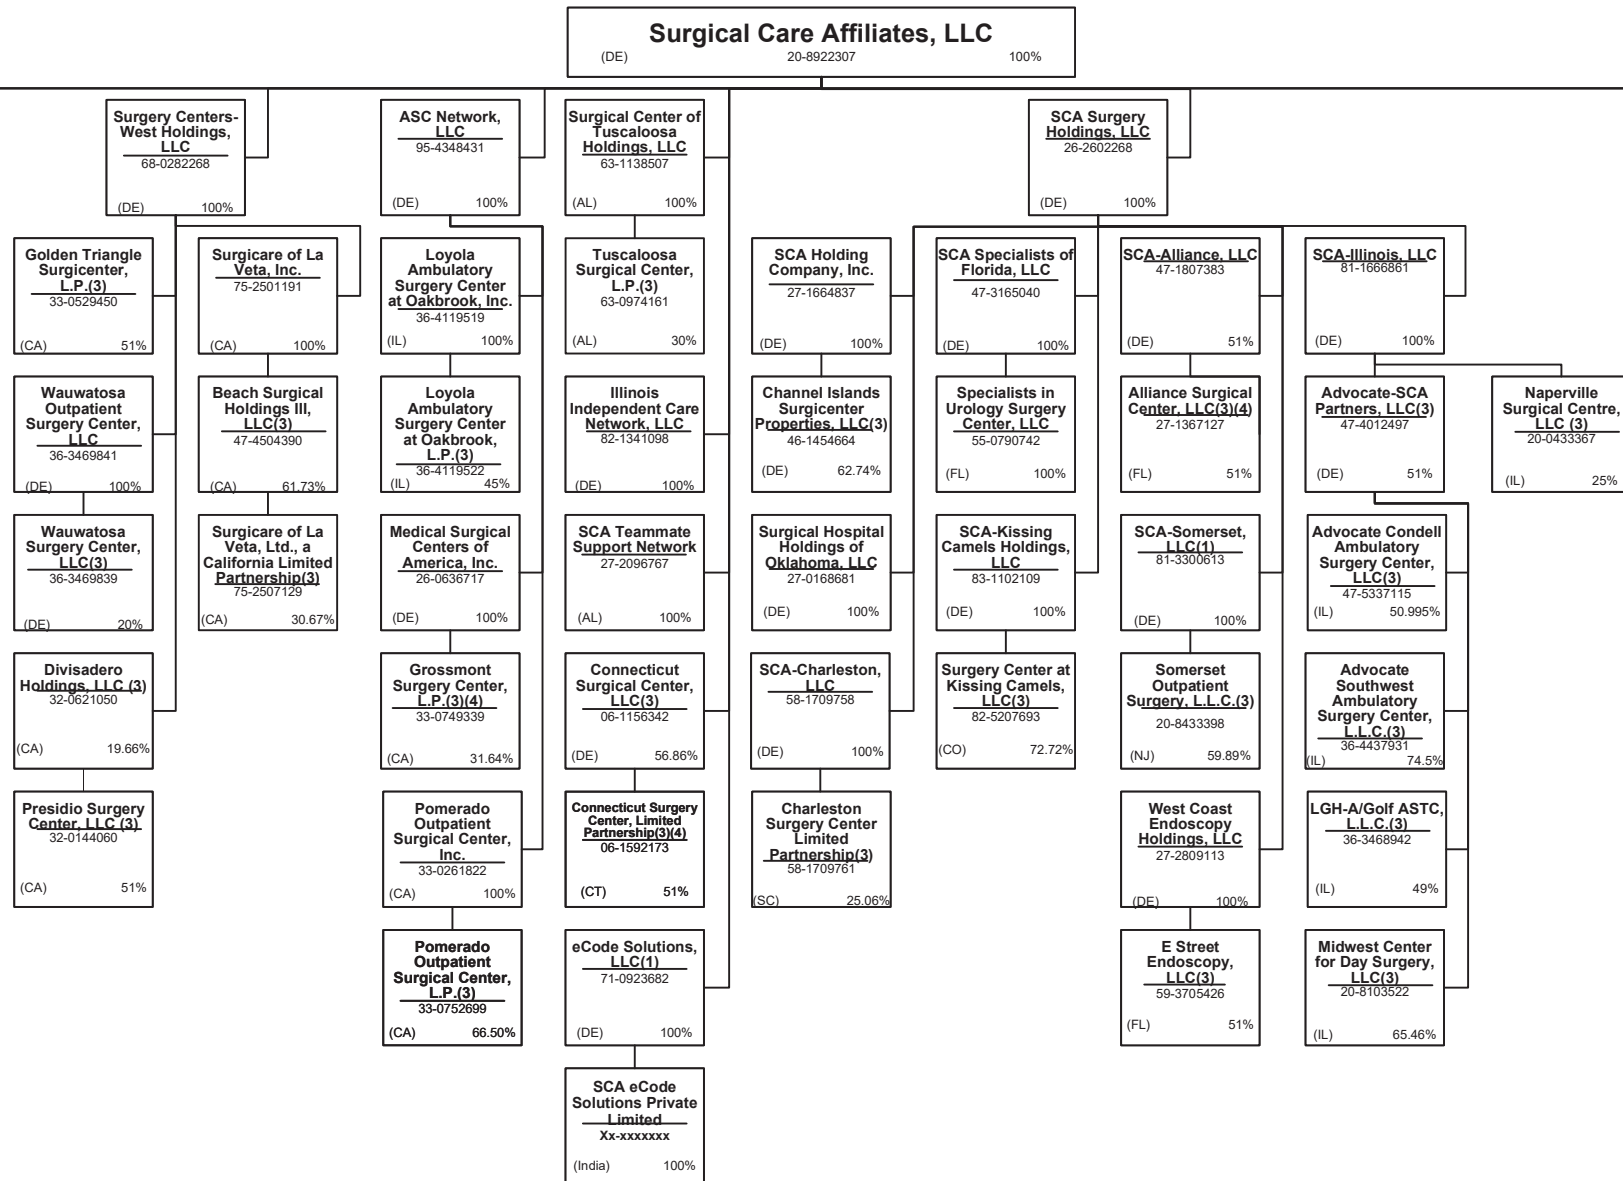 Surgical Care Affiliates, LLC
(DE) 20-8922307 100%
Surgery Centers-
West Holdings,
LLC
68-0282268
(DE) 100%
ASC Network,
LLC
95-4348431
(DE) 100%
Surgical Center of
Tuscaloosa
Holdings, LLC
63-1138507
(AL) 100%
SCA Surgery
Holdings, LLC
26-2602268
(DE) 100%
Golden Triangle
Surgicenter,
L.P.(3)
33-0529450
(CA) 51%
Surgicare of La
Veta, Inc.
75-2501191
(CA) 100%
Loyola
Ambulatory
Surgery Center
at Oakbrook, Inc.
36-4119519
(IL) 100%
Tuscaloosa
Surgical Center,
L.P.(3)
63-0974161
(AL) 30%
SCA Holding
Company, Inc.
27-1664837
(DE) 100%
SCA Specialists of
Florida, LLC
47-3165040
(DE) 100%
SCA-Alliance, LLC
47-1807383
(DE) 51%
SCA-Illinois, LLC
81-1666861
(DE) 100%
Wauwatosa
Outpatient
Surgery Center,
LLC
36-3469841
(DE) 100%
Beach Surgical
Holdings III,
LLC(3)
47-4504390
(CA) 61.73%
Loyola
Ambulatory
Surgery Center
at Oakbrook,
L.P.(3)
36-4119522
(IL) 45%
Illinois
Independent Care
Network, LLC
82-1341098
(DE) 100%
Channel Islands
Surgicenter
Properties, LLC(3)
46-1454664
(DE) 62.74%
Specialists in
Urology Surgery
Center, LLC
55-0790742
(FL) 100%
Alliance Surgical
Center, LLC(3)(4)
27-1367127
(FL) 51%
Advocate-SCA
Partners, LLC(3)
47-4012497
(DE) 51%
Naperville
Surgical Centre,
LLC (3)
20-0433367
(IL) 25%
Wauwatosa
Surgery Center,
LLC(3)
36-3469839
(DE) 20%
Surgicare of La
Veta, Ltd., a
California Limited
Partnership(3)
75-2507129
(CA) 30.67%
Medical Surgical
Centers of
America, Inc.
26-0636717
(DE) 100%
SCA Teammate
Support Network
27-2096767
(AL) 100%
Surgical Hospital
Holdings of
Oklahoma, LLC
27-0168681
(DE) 100%
SCA-Kissing
Camels Holdings,
LLC
83-1102109
(DE) 100%
SCA-Somerset,
LLC(1)
81-3300613
(DE) 100%
Advocate Condell
Ambulatory
Surgery Center,
LLC(3)
47-5337115
(IL) 50.995%
Divisadero
Holdings, LLC (3)
32-0621050
(CA) 19.66%
Grossmont
Surgery Center,
L.P.(3)(4)
33-0749339
(CA) 31.64%
Connecticut
Surgical Center,
LLC(3)
06-1156342
(DE) 56.86%
SCA-Charleston,
LLC
58-1709758
(DE) 100%
Surgery Center at
Kissing Camels,
LLC(3)
82-5207693
(CO) 72.72%
Somerset
Outpatient
Surgery, L.L.C.(3)
20-8433398
(NJ) 59.89%
Advocate
Southwest
Ambulatory
Surgery Center,
L.L.C.(3)
36-4437931
(IL) 74.5%
Presidio Surgery
Center, LLC (3)
32-0144060
(CA) 51%
Pomerado
Outpatient
Surgical Center,
Inc.
33-0261822
(CA) 100%
Connecticut Surgery
Center, Limited
Partnership(3)(4)
06-1592173
(CT) 51%
Charleston
Surgery Center
Limited
Partnership(3)
58-1709761
(SC) 25.06%
West Coast
Endoscopy
Holdings, LLC
27-2809113
(DE) 100%
LGH-A/Golf ASTC,
L.L.C.(3)
36-3468942
(IL) 49%
Pomerado
Outpatient
Surgical Center,
L.P.(3)
33-0752699
(CA) 66.50%
eCode Solutions,
LLC(1)
71-0923682
(DE) 100%
E Street
Endoscopy,
LLC(3)
59-3705426
(FL) 51%
Midwest Center
for Day Surgery,
LLC(3)
20-8103522
(IL) 65.46%
SCA eCode
Solutions Private
Limited
Xx-xxxxxxx
(India) 100%